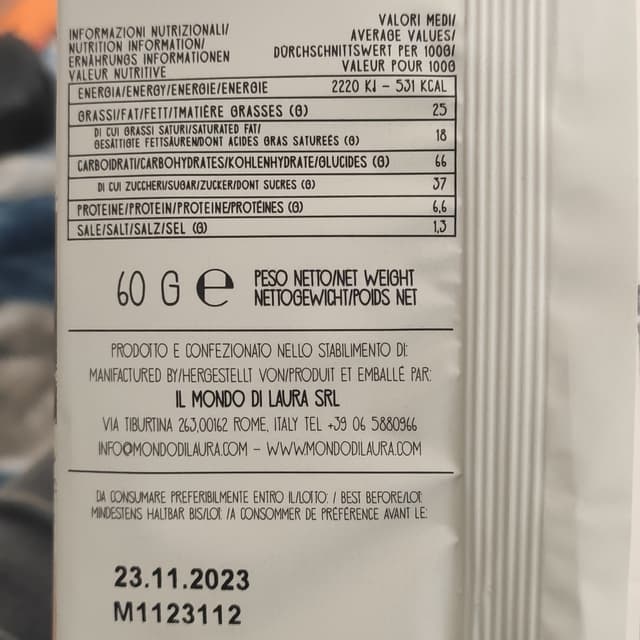 INFORMAZIONI NUTRIZIONALI/
NUTRITION INFORMATION/
ERNÄHRUNGS INFORMATIONEN
VALEUR NUTRITIVE
VALORI MEDI/
AVERAGE VALUES/
DURCHSCHNITTSWERT PER 100G/
VALEUR POUR 100G
ENERGIA/ENERGY/ENERGIE/ENERGIE 2220 KJ – 531 KCAL
GRASSI/FAT/FETT/TMATIÈRE GRASSES (G) 25
DI CUI GRASSI SATURI/SATURATED FAT/
GESÄTTIGTE FETTSÄUREN/DONT ACIDES GRAS SATUREÉS (G) 18
CARBOIDRATI/CARBOHYDRATES/KOHLENHYDRATE/GLUCIDES (G) 66
DI CUI ZUCCHERI/SUGAR/ZUCKER/DONT SUCRES (G) 37
PROTEINE/PROTEIN/PROTEINE/PROTÉINES (G) 6,6
SALE/SALT/SALZ/SEL (G) 1,3
60 G e PESO NETTO/NET WEIGHT
NETTOGEWICHT/POIDS NET
PRODOTTO E CONFEZIONATO NELLO STABILIMENTO DI:
MANIFACTURED BY/HERGESTELLT VON/PRODUIT ET EMBALLÉ PAR:
IL MONDO DI LAURA SRL
VIA TIBURTINA 263,00162 ROME, ITALY TEL +39 06 5880966
INFO@MONDODILAURA.COM – WWW.MONDODILAURA.COM
DA CONSUMARE PREFERIBILMENTE ENTRO IL/LOTTO: / BEST BEFORE/LOT:
MINDESTENS HALTBAR BIS/LOT: /A CONSOMMER DE PRÉFÉRENCE AVANT LE:
23.11.2023
M1123112